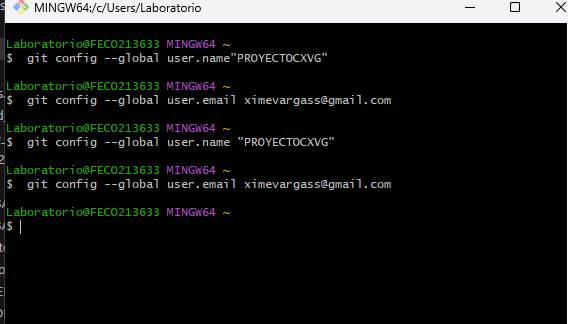 MINGW64:/c/Users/Laboratorio
Laboratorio@FECO213633 MINGW64 ~
$  git config --global user.name"PROYECTOCXVG"
Laboratorio@FECO213633 MINGW64 ~
$  git config --global user.email ximevargass@gmail.com
Laboratorio@FECO213633 MINGW64 ~
$  git config --global user.name "PROYECTOCXVG"
Laboratorio@FECO213633 MINGW64 ~
$  git config --global user.email ximevargass@gmail.com
Laboratorio@FECO213633 MINGW64 ~
$